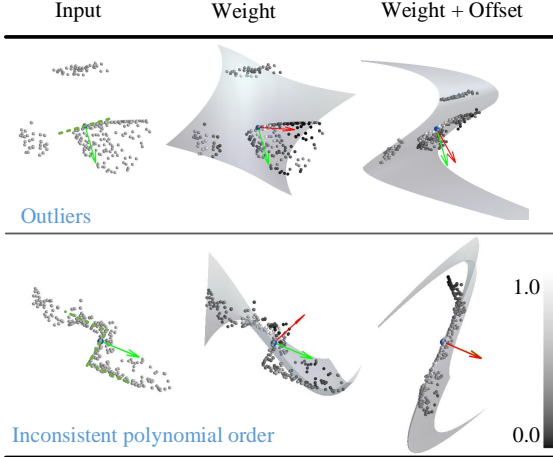 Input Weight Weight + Offset
Outliers
1.0
Inconsistent polynomial order
0.0